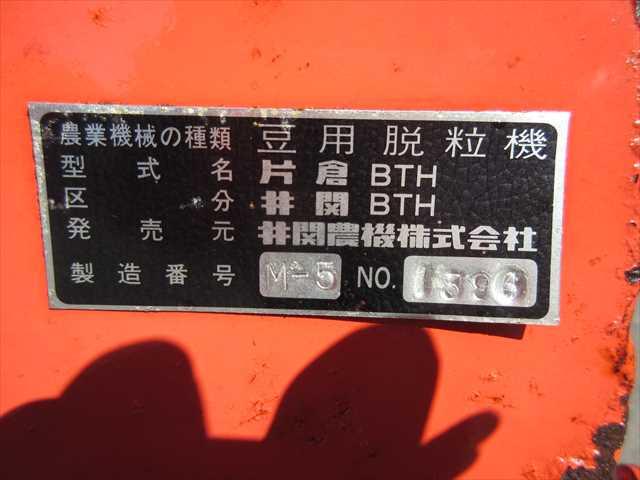 農業機械の種類 豆用脱粒機
型式名 片倉 BTH
区分 井関 BTH
発売元 井関農機株式会社
製造番号 M-5 NO. 1396